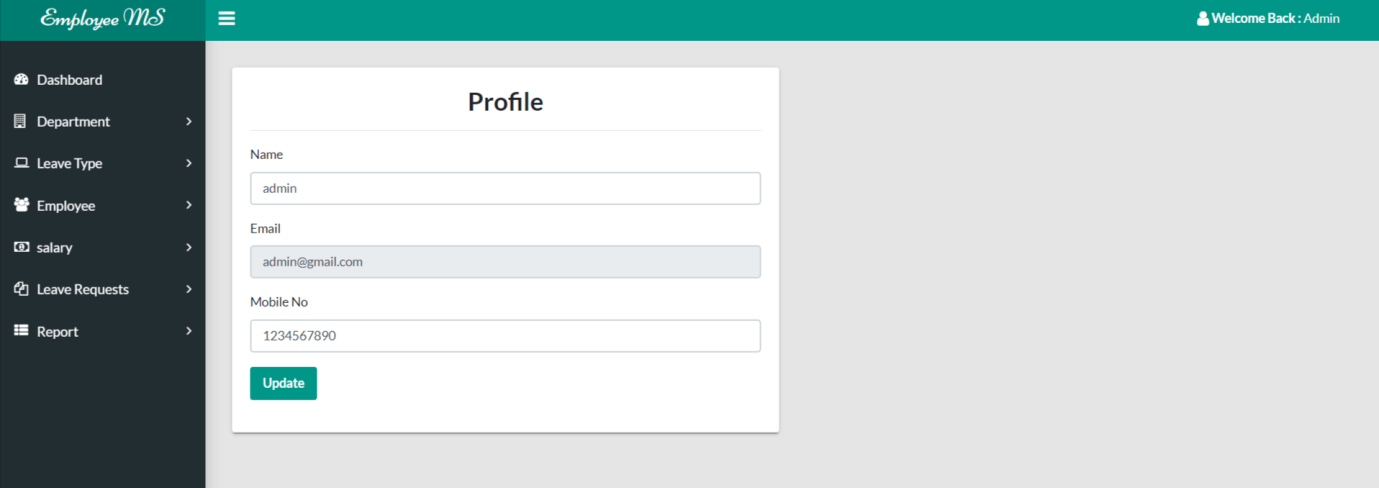 Employee MS
Welcome Back : Admin
Dashboard
Department
Leave Type
Employee
salary
Leave Requests
Report
Profile
Name
admin
Email
admin@gmail.com
Mobile No
1234567890
Update